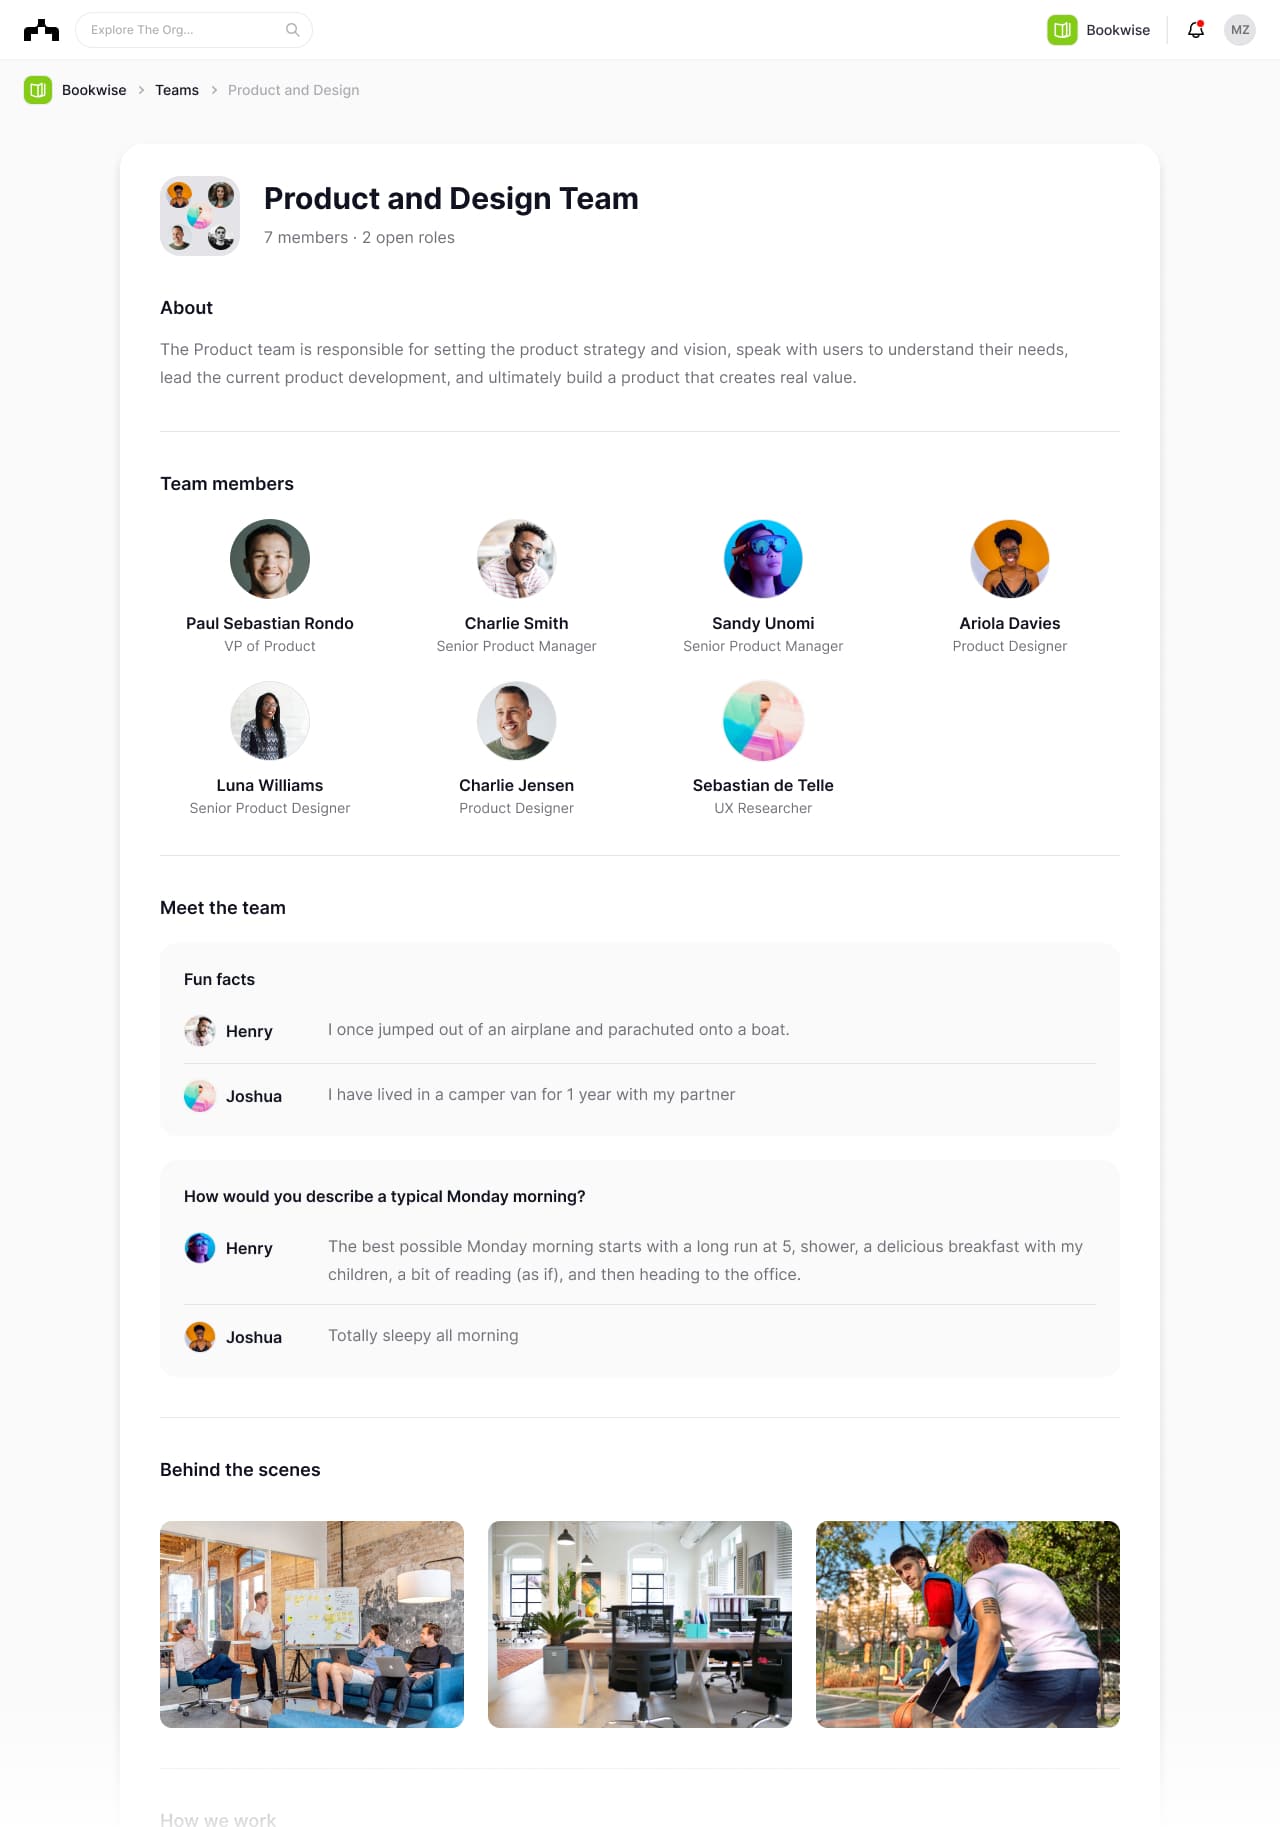 Explore The Org...
Bookwise
MZ
Bookwise > Teams > Product and Design
Product and Design Team
7 members · 2 open roles
About
The Product team is responsible for setting the product strategy and vision, speak with users to understand their needs,
lead the current product development, and ultimately build a product that creates real value.
Team members
Paul Sebastian Rondo
VP of Product
Charlie Smith
Senior Product Manager
Sandy Unomi
Senior Product Manager
Ariola Davies
Product Designer
Luna Williams
Senior Product Designer
Charlie Jensen
Product Designer
Sebastian de Telle
UX Researcher
Meet the team
Fun facts
Henry
I once jumped out of an airplane and parachuted onto a boat.
Joshua
I have lived in a camper van for 1 year with my partner
How would you describe a typical Monday morning?
Henry
The best possible Monday morning starts with a long run at 5, shower, a delicious breakfast with my
children, a bit of reading (as if), and then heading to the office.
Joshua
Totally sleepy all morning
Behind the scenes
How we work